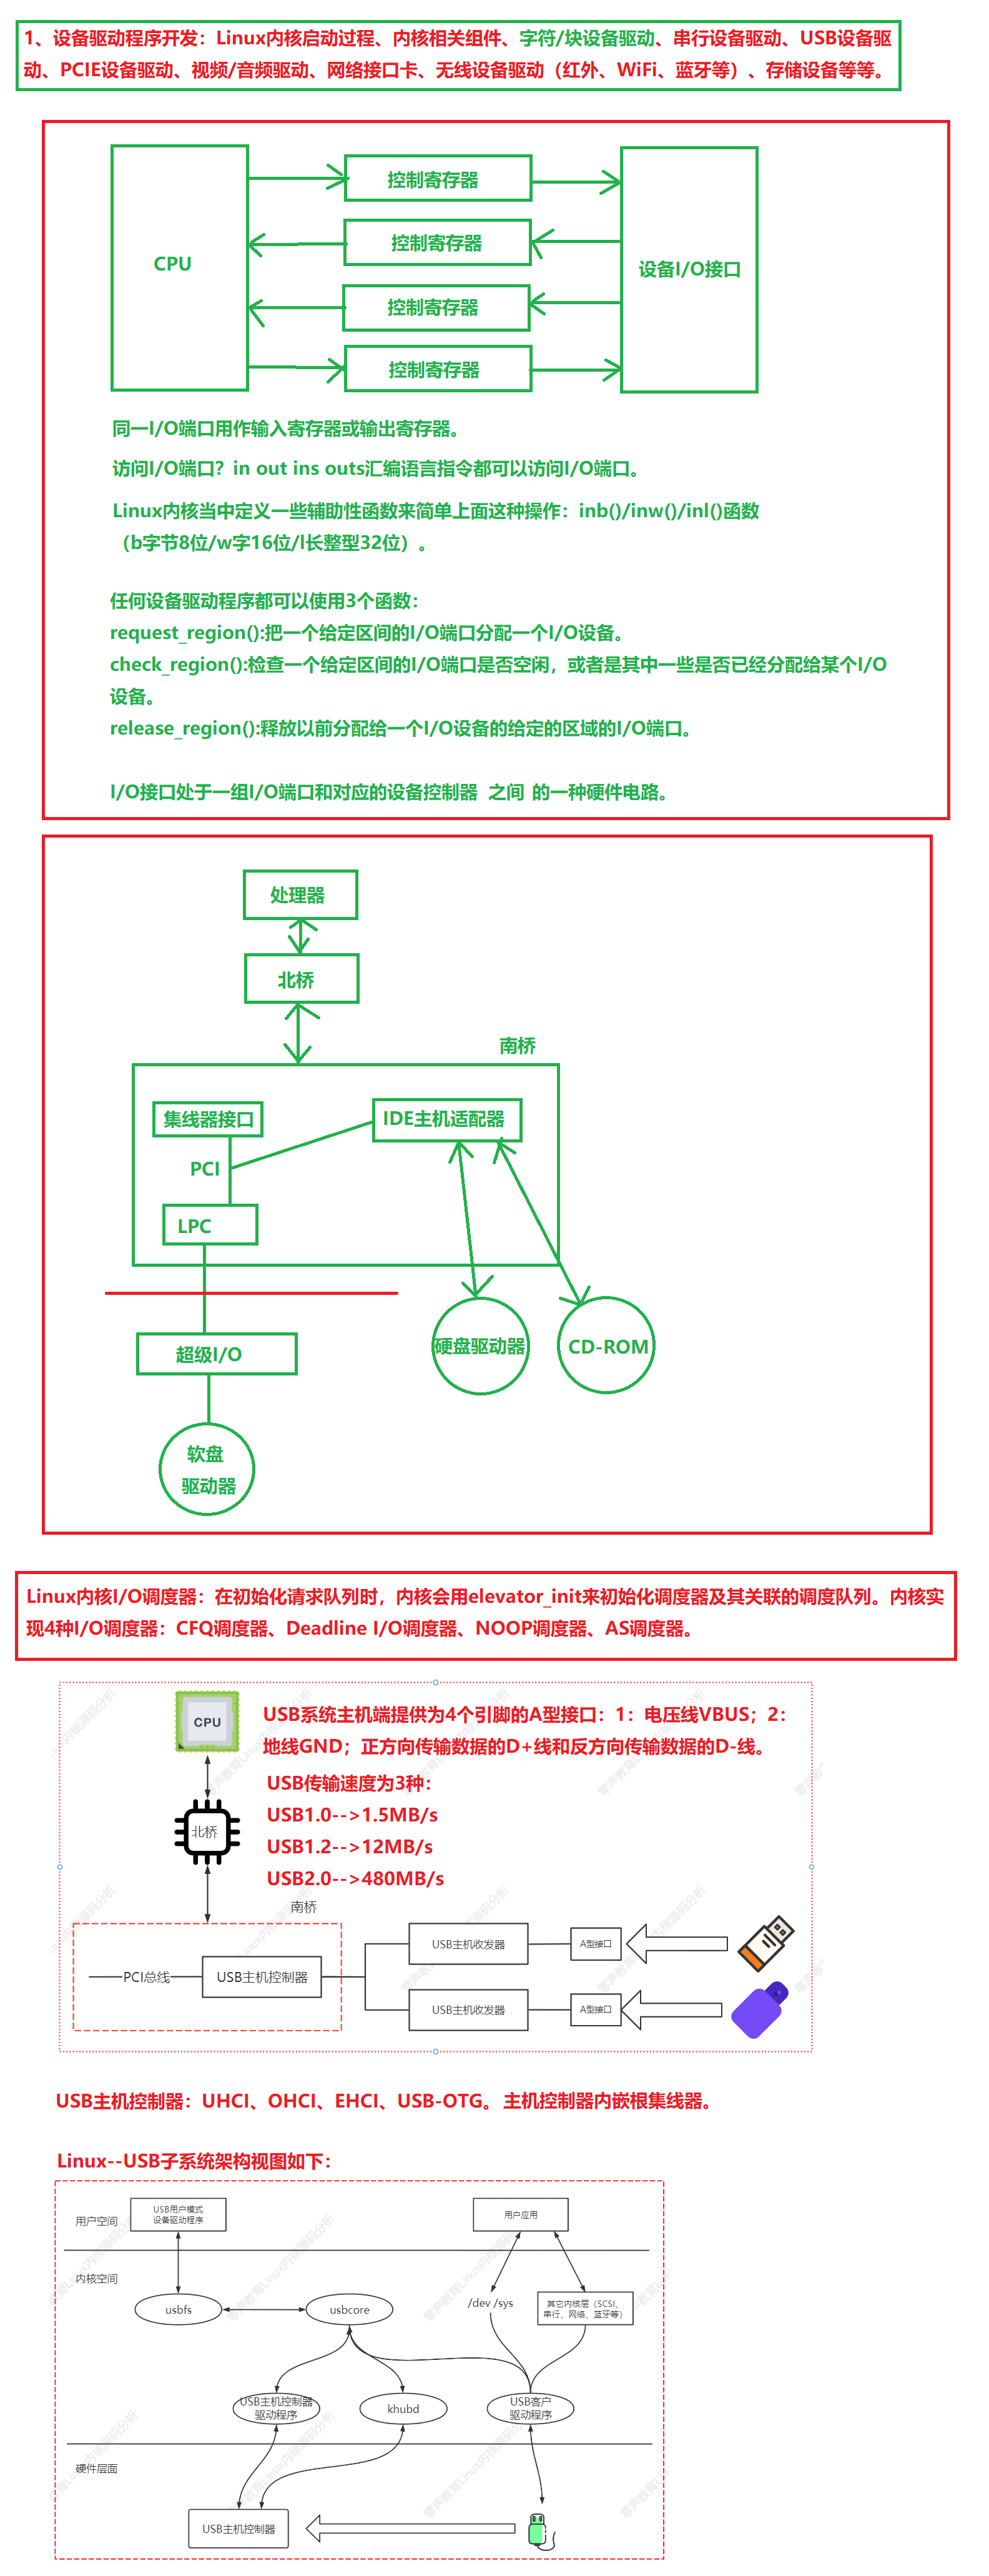 1、设备驱动程序开发：Linux内核启动过程、内核相关组件、字符/块设备驱动、串行设备驱动、USB设备驱
动、PCIE设备驱动、视频/音频驱动、网络接口卡、无线设备驱动（红外、WiFi、蓝牙等）、存储设备等等。
CPU
控制寄存器
控制寄存器
控制寄存器
控制寄存器
设备I/O接口
同一I/O端口用作输入寄存器或输出寄存器。
访问I/O端口？in out ins outs汇编语言指令都可以访问I/O端口。
Linux内核当中定义一些辅助性函数来简单上面这种操作：inb()/inw()/inl()函数
（b字节8位/w字16位/l长整型32位）。
任何设备驱动程序都可以使用3个函数：
request_region():把一个给定区间的I/O端口分配一个I/O设备。
check_region():检查一个给定区间的I/O端口是否空闲，或者是其中一些是否已经分配给某个I/O
设备。
release_region():释放以前分配给一个I/O设备的给定的区域的I/O端口。
I/O接口处于一组I/O端口和对应的设备控制器 之间 的一种硬件电路。
处理器
北桥
南桥
集线器接口
IDE主机适配器
PCI
LPC
超级I/O
硬盘驱动器
CD-ROM
软盘
驱动器
Linux内核I/O调度器：在初始化请求队列时，内核会用elevator_init来初始化调度器及其关联的调度队列。内核实
现4种I/O调度器：CFQ调度器、Deadline I/O调度器、NOOP调度器、AS调度器。
CPU
USB系统主机端提供为4个引脚的A型接口：1：电压线VBUS；2：
地线GND；正方向传输数据的D+线和反方向传输数据的D-线。
USB传输速度为3种：
USB1.0-->1.5MB/s
北桥
USB1.2-->12MB/s
USB2.0-->480MB/s
南桥
PCI总线
USB主机控制器
USB主机收发器
A型接口
USB主机收发器
A型接口
USB主机控制器：UHCI、OHCI、EHCI、USB-OTG。主机控制器内嵌根集线器。
Linux--USB子系统架构视图如下：
用户空间
USB用户模式
设备驱动程序
用户应用
内核空间
usbfs
usbcore
/dev /sys
其它内核层（SCSI、
串行、网络、蓝牙等）
USB主机控制器
驱动程序
khubd
USB客户
驱动程序
硬件层面
USB主机控制器
零声教育Linux内核源码分析